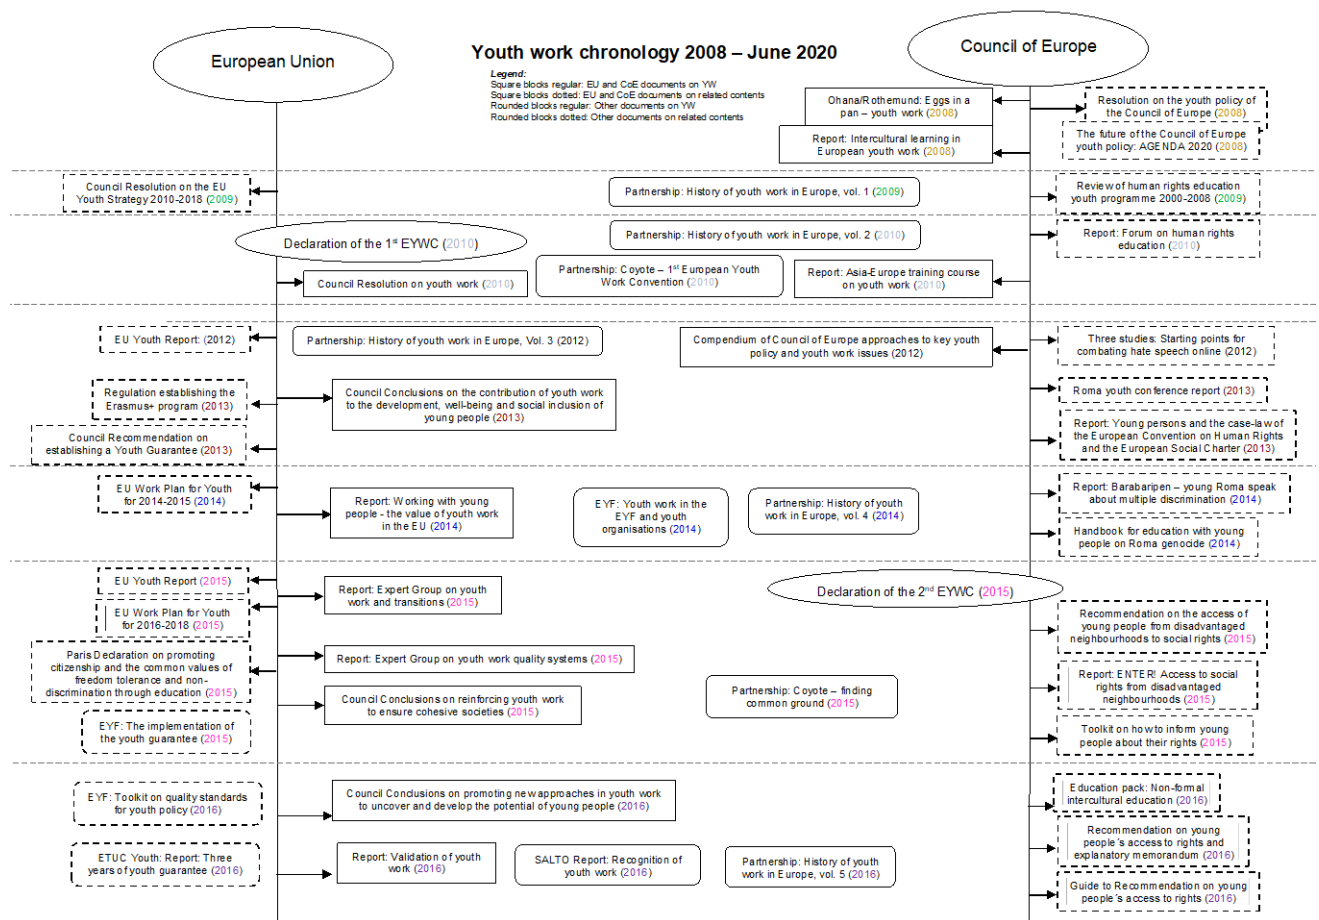 European Union
Youth work chronology 2008 – June 2020
Council of Europe
Legend:
Square blocks regular: EU and CoE documents on YW
Square blocks dotted: EU and CoE documents on related contents
Rounded blocks regular: Other documents on YW
Rounded blocks dotted: Other documents on related contents
Ohana/Rothemund: Eggs in a
pan – youth work (2008)
Resolution on the youth policy of
the Council of Europe (2008)
Report: Intercultural learning in
European youth work (2008)
The future of the Council of Europe
youth policy: AGENDA 2020 (2008)
Council Resolution on the EU
Youth Strategy 2010-2018 (2009)
Partnership: History of youth work in Europe, vol. 1 (2009)
Review of human rights education
youth programme 2000-2008 (2009)
Declaration of the 1st EYWC (2010)
Partnership: History of youth work in Europe, vol. 2 (2010)
Report: Forum on human rights
education (2010)
Council Resolution on youth work (2010)
Partnership: Coyote – 1st European Youth
Work Convention (2010)
Report: Asia-Europe training course
on youth work (2010)
EU Youth Report: (2012)
Partnership: History of youth work in Europe, Vol. 3 (2012)
Compendium of Council of Europe approaches to key youth
policy and youth work issues (2012)
Three studies: Starting points for
combating hate speech online (2012)
Regulation establishing the
Erasmus+ program (2013)
Council Conclusions on the contribution of youth work
to the development, well-being and social inclusion of
young people (2013)
Roma youth conference report (2013)
Council Recommendation on
establishing a Youth Guarantee (2013)
Report: Young persons and the case-law of
the European Convention on Human Rights
and the European Social Charter (2013)
EU Work Plan for Youth
for 2014-2015 (2014)
Report: Working with young
people - the value of youth work
in the EU (2014)
EYF: Youth work in the
EYF and youth
organisations (2014)
Partnership: History of youth
work in Europe, vol. 4 (2014)
Report: Barabaripen – young Roma speak
about multiple discrimination (2014)
Handbook for education with young
people on Roma genocide (2014)
EU Youth Report (2015)
Report: Expert Group on youth
work and transitions (2015)
Declaration of the 2nd EYWC (2015)
EU Work Plan for Youth
for 2016-2018 (2015)
Recommendation on the access of
young people from disadvantaged
neighbourhoods to social rights (2015)
Paris Declaration on promoting
citizenship and the common values of
freedom tolerance and non-
discrimination through education (2015)
Report: Expert Group on youth work quality systems (2015)
Report: ENTER! Access to social
rights from disadvantaged
neighbourhoods (2015)
Council Conclusions on reinforcing youth work
to ensure cohesive societies (2015)
Partnership: Coyote – finding
common ground (2015)
EYF: The implementation of
the youth guarantee (2015)
Toolkit on how to inform young
people about their rights (2015)
EYF: Toolkit on quality standards
for youth policy (2016)
Council Conclusions on promoting new approaches in youth work
to uncover and develop the potential of young people (2016)
Education pack: Non-formal
intercultural education (2016)
Recommendation on young
people´s access to rights and
explanatory memorandum (2016)
ETUC Youth: Report: Three
years of youth guarantee (2016)
Report: Validation of youth
work (2016)
SALTO Report: Recognition of
youth work (2016)
Partnership: History of youth
work in Europe, vol. 5 (2016)
Guide to Recommendation on young
people´s access to rights (2016)